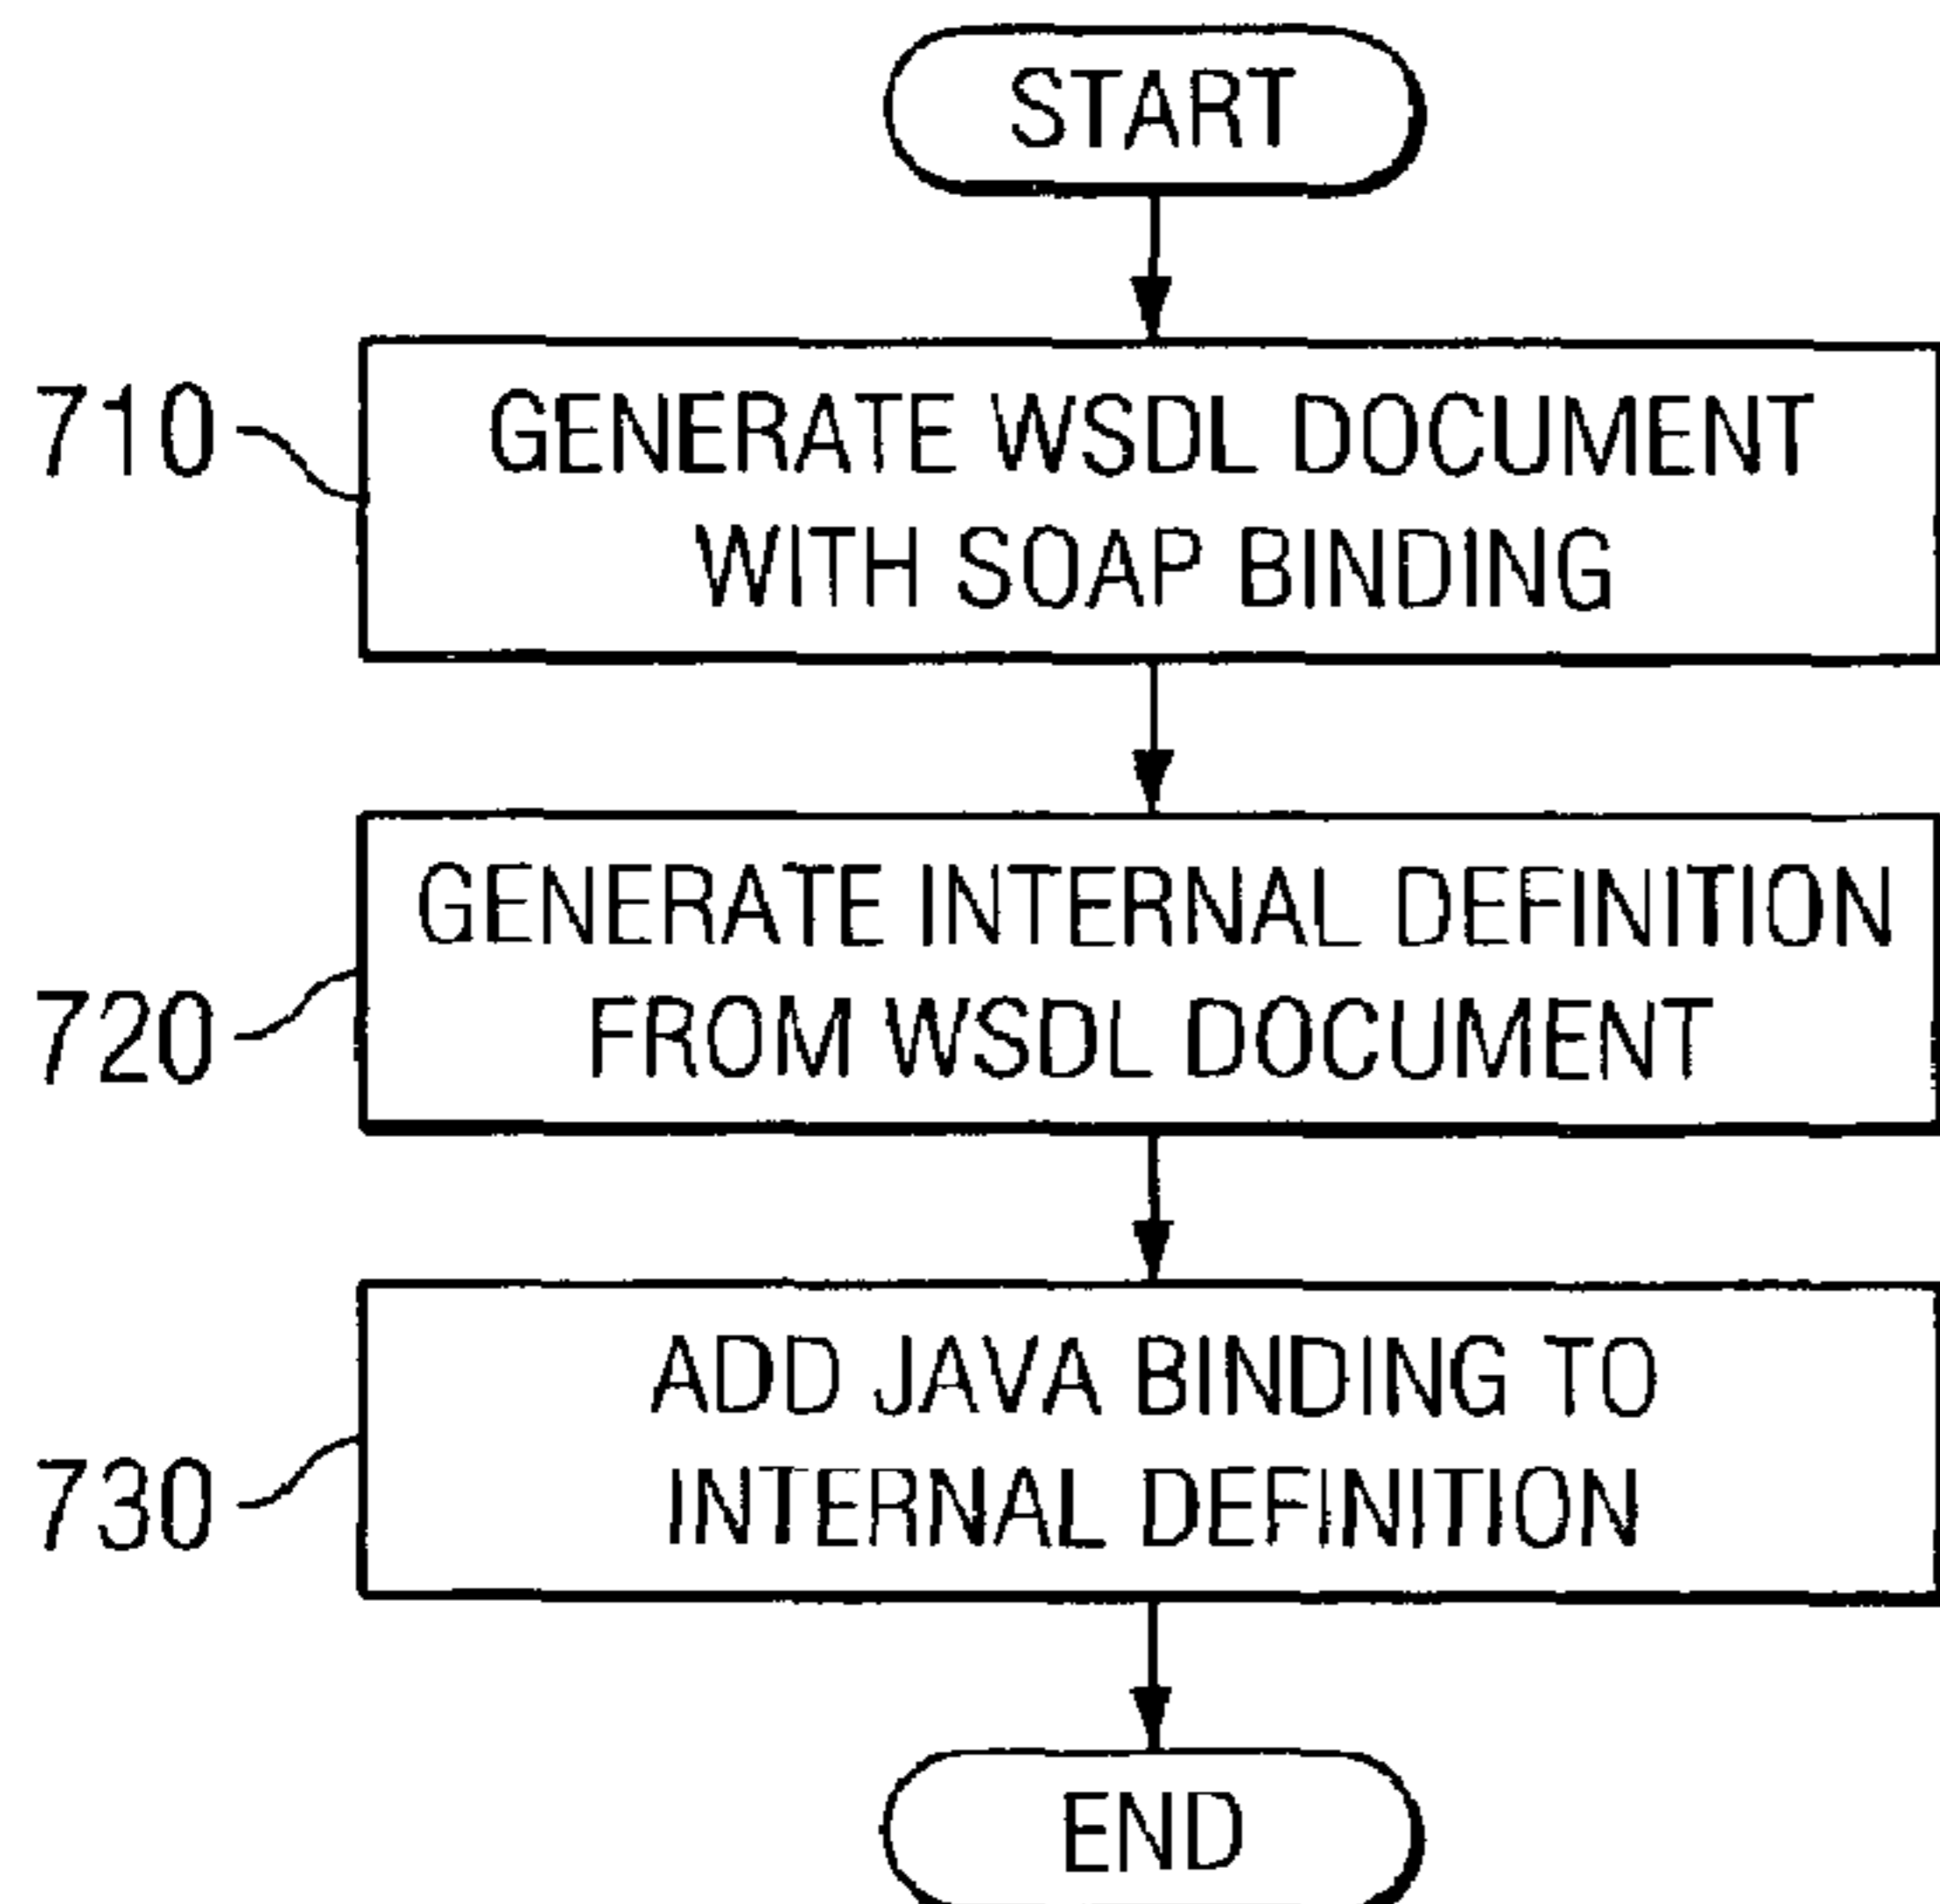 START
710
GENERATE WSDL DOCUMENT
WITH SOAP BINDING
720
GENERATE INTERNAL DEFINITION
FROM WSDL DOCUMENT
730
ADD JAVA BINDING TO
INTERNAL DEFINITION
END